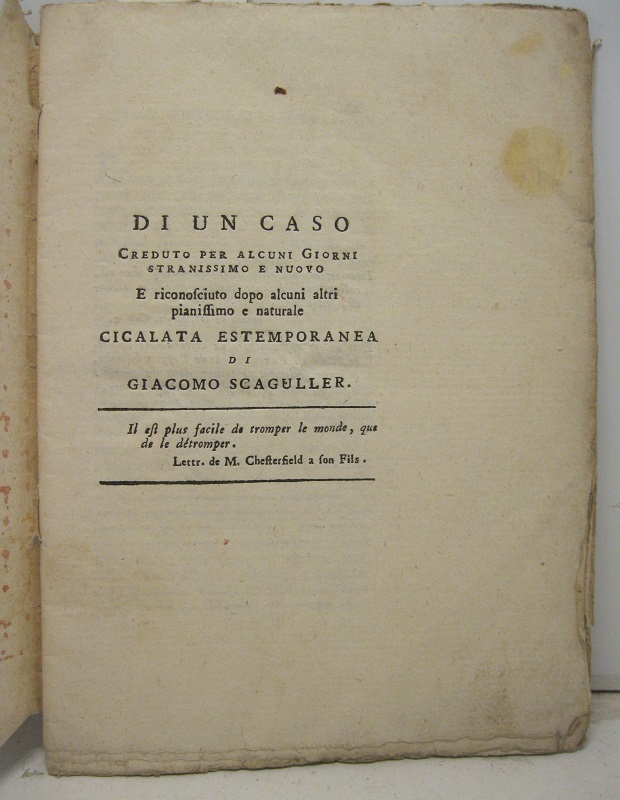 DI UN CASO
CREDUTO PER ALCUNI GIORNI
STRANISSIMO E NUOVO
E riconoſciuto dopo alcuni altri
pianiſſimo e naturale
CICALATA ESTEMPORANEA
DI
GIACOMO SCAGULLER.
Il eſt plus facile de tromper le monde, que
de le détromper.
Lettr. de M. Cheſterfield a ſon Fils.